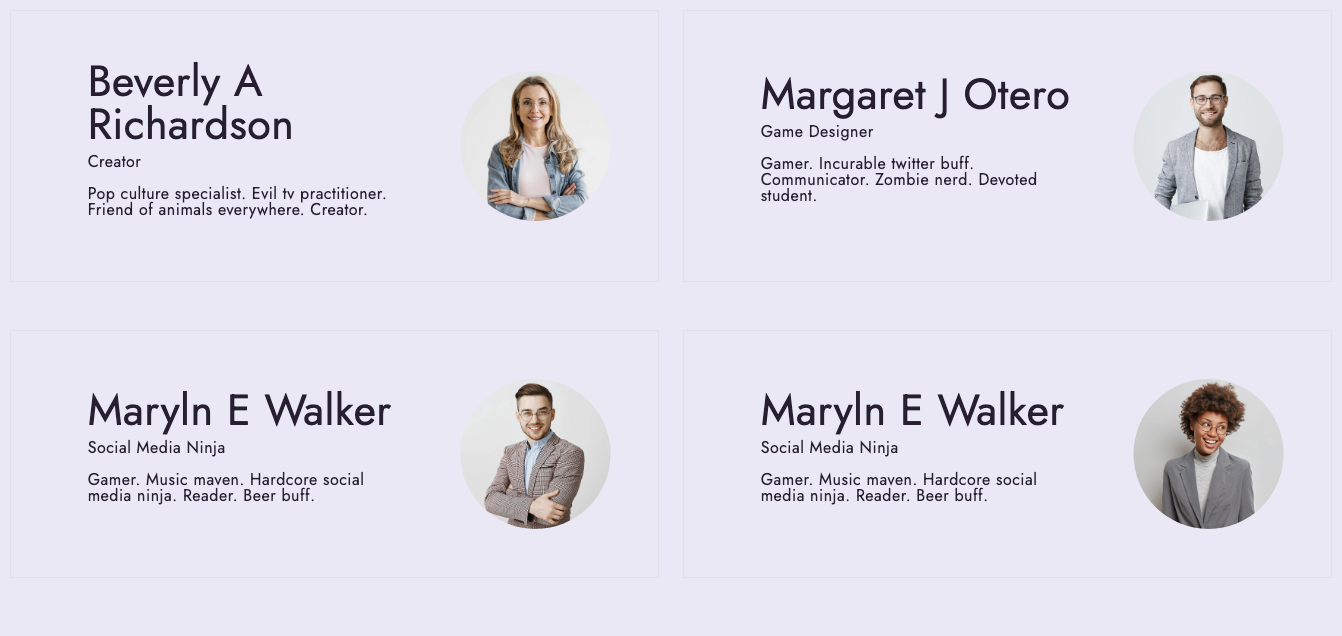 Beverly A
Richardson
Creator
Pop culture specialist. Evil tv practitioner.
Friend of animals everywhere. Creator.
Margaret J Otero
Game Designer
Gamer. Incurable twitter buff.
Communicator. Zombie nerd. Devoted
student.
Maryln E Walker
Social Media Ninja
Gamer. Music maven. Hardcore social
media ninja. Reader. Beer buff.
Maryln E Walker
Social Media Ninja
Gamer. Music maven. Hardcore social
media ninja. Reader. Beer buff.